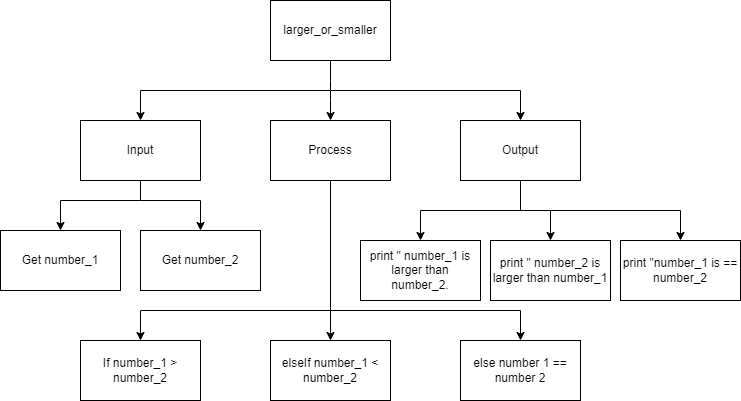 larger_or_smaller
Input
Process
Output
Get number_1
Get number_2
print " number_1 is
larger than
number_2.
print " number_2 is
larger than number_1
print "number_1 is ==
number_2
If number_1 >
number_2
elself number_1 <
number_2
else number 1 ==
number 2